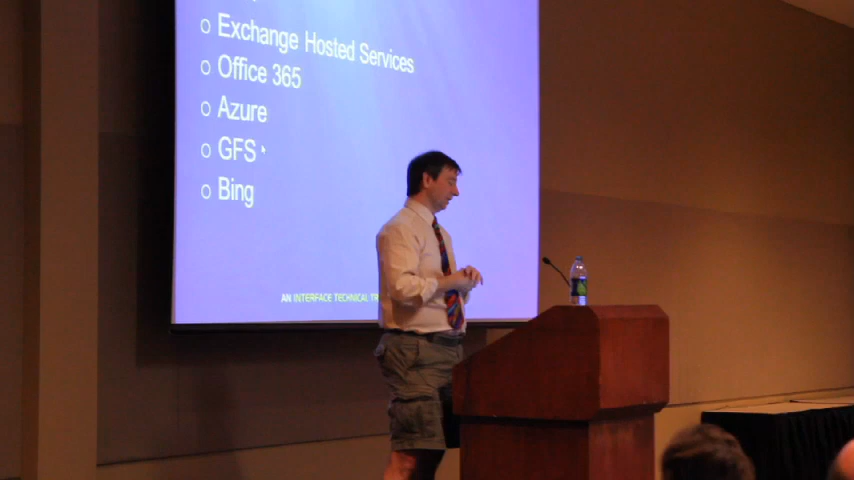 Exchange Hosted Services
Office 365
Azure
GFS
Bing
AN INTERFACE TECHNICAL